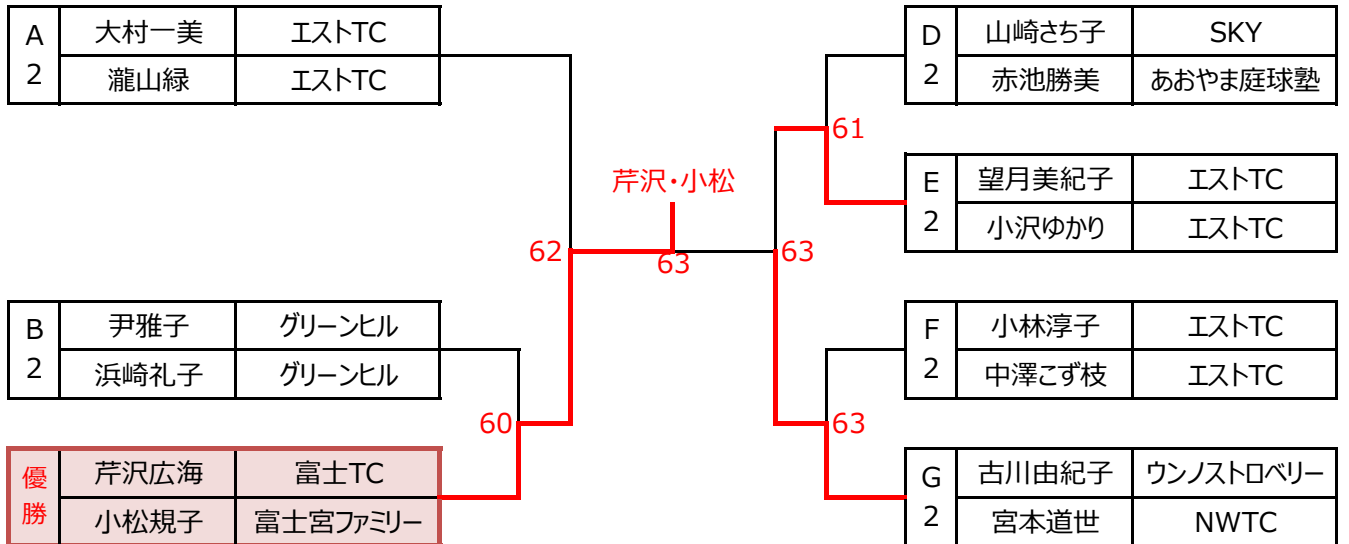 A 大村一美 エストTC
2 瀧山緑 エストTC
D 山崎さち子 SKY
2 赤池勝美 あおやま庭球塾
61
芹沢・小松
E 望月美紀子 エストTC
2 小沢ゆかり エストTC
62 63 63
B 尹雅子 グリーンヒル
2 浜崎礼子 グリーンヒル
F 小林淳子 エストTC
2 中澤こず枝 エストTC
60 63
優 芹沢広海 富士TC
勝 小松規子 富士宮ファミリー
G 古川由紀子 ウンノストロベリー
2 宮本道世 NWTC